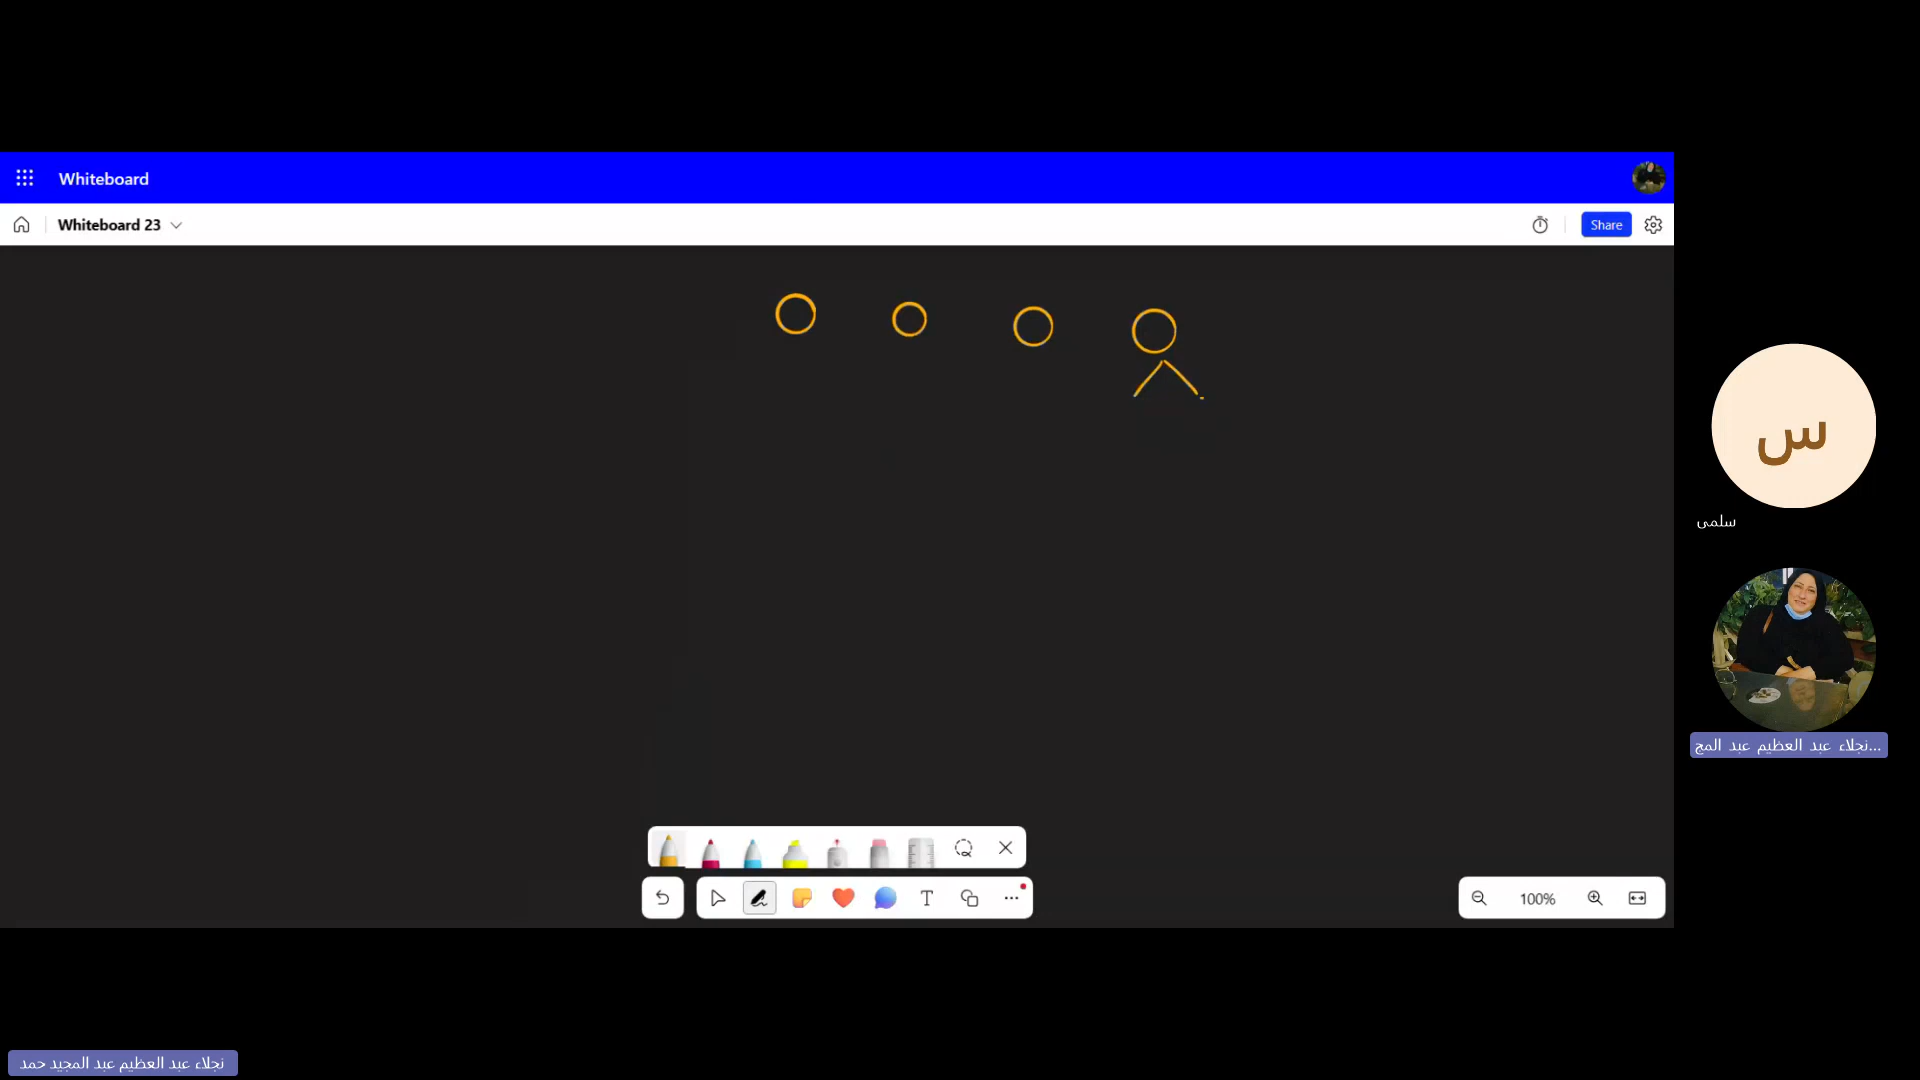 Whiteboard
Whiteboard 23
Share
س
سلمى
نجلاء عبد العظيم عبد المج...
100%
نجلاء عبد العظيم عبد المجيد حمد